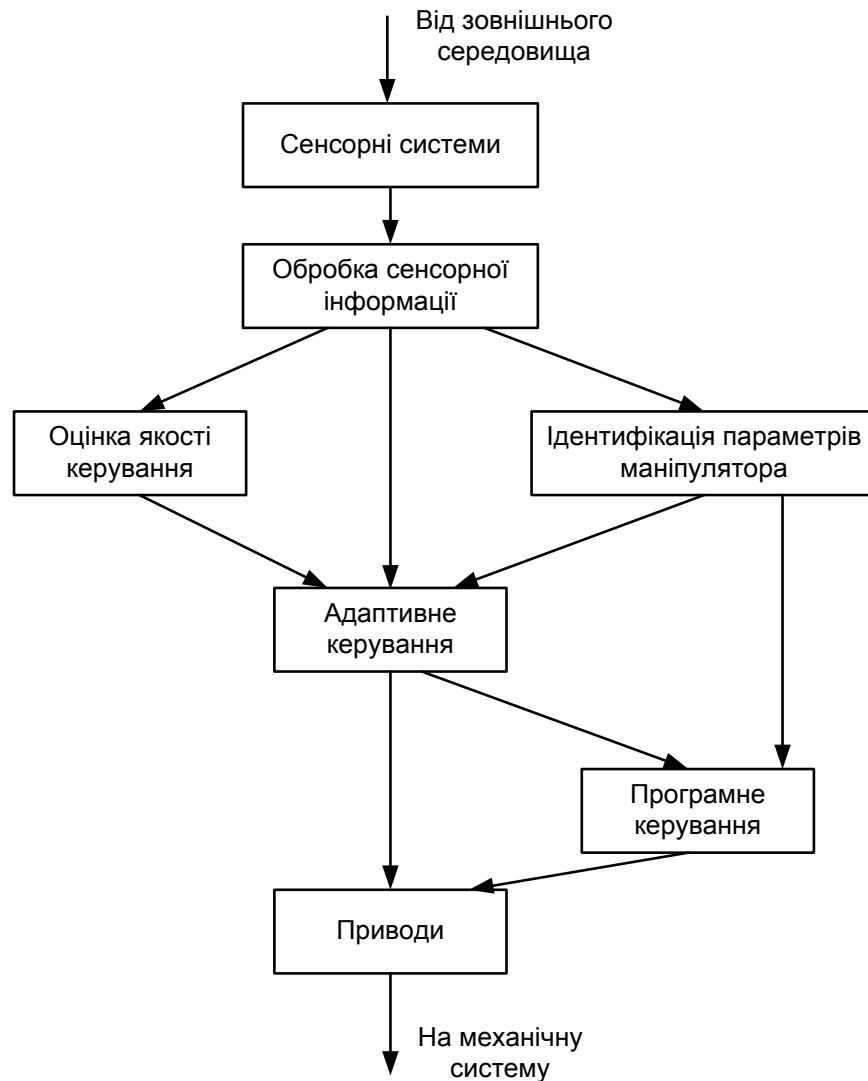 Від зовнішнього
середовища
Сенсорні системи
Обробка сенсорної
інформації
Оцінка якості
керування
Ідентифікація параметрів
маніпулятора
Адаптивне
керування
Програмне
керування
Приводи
На механічну
систему